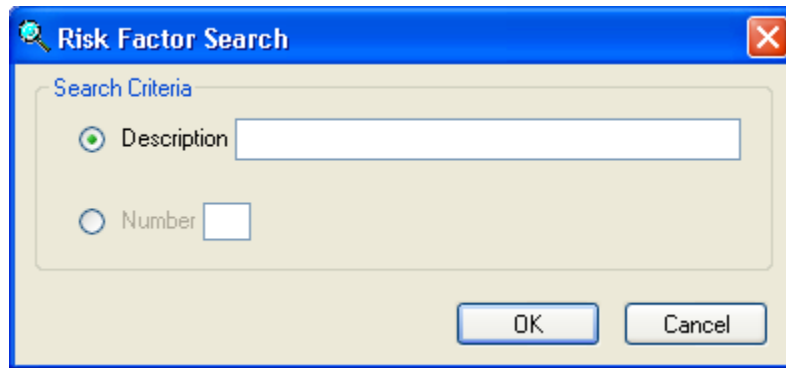 Risk Factor Search
Search Criteria
Description
Number
OK Cancel